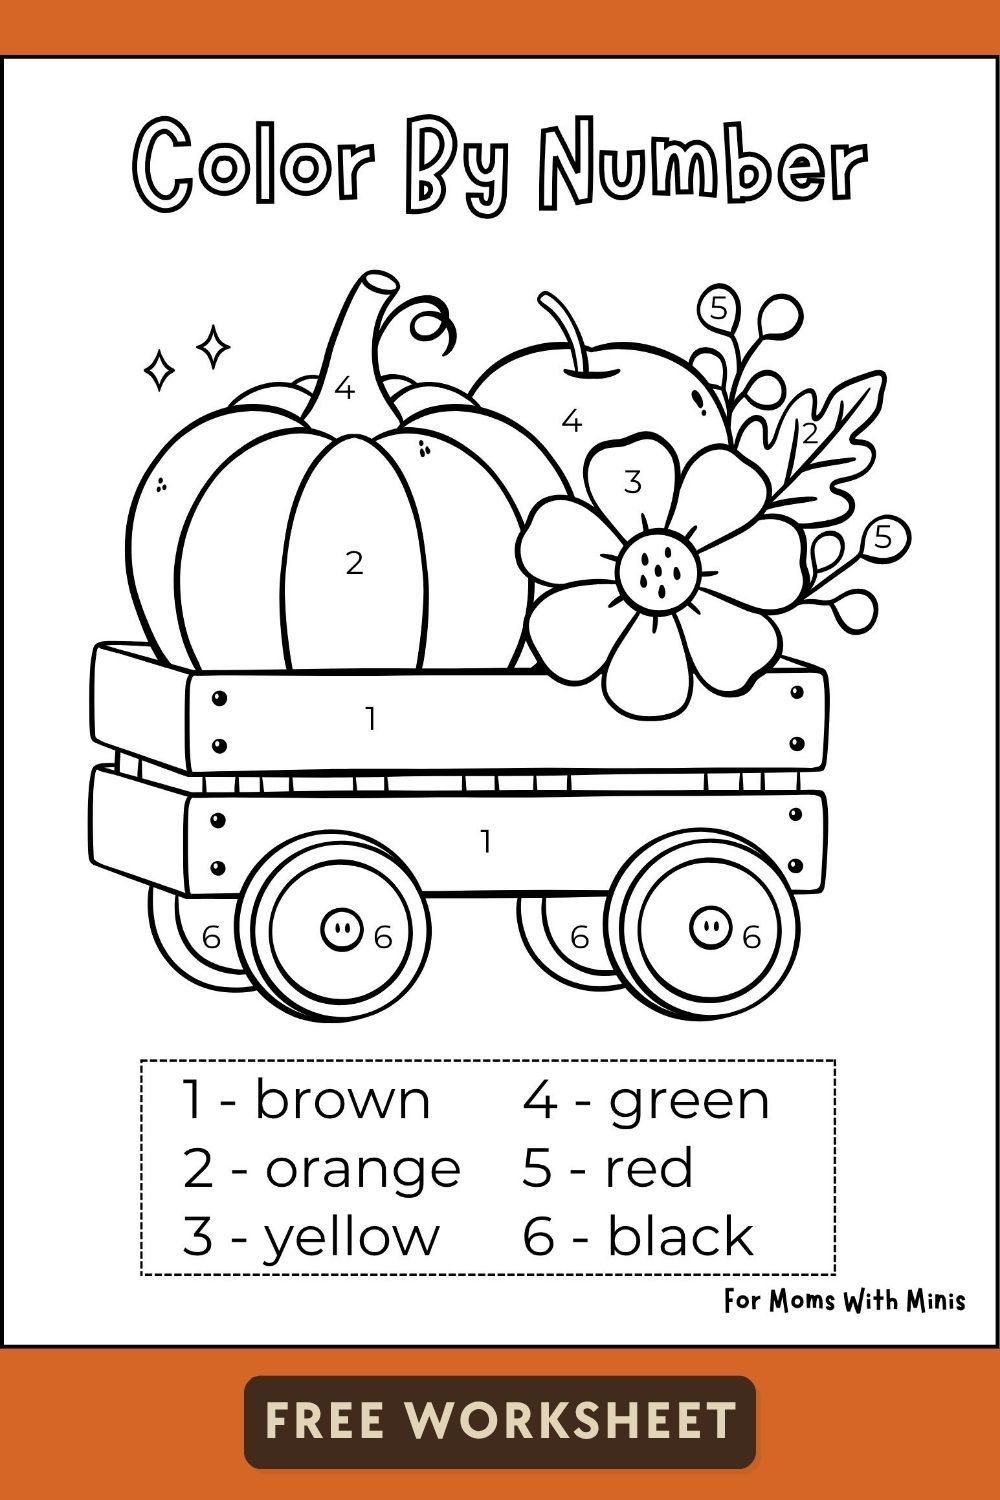 Color By Number
5
4
4
2
3
5
2
1
1
6
6
6
6
1 - brown
4 - green
2 - orange
5 - red
3 - yellow
6 - black
For Moms With Minis
FREE WORKSHEET